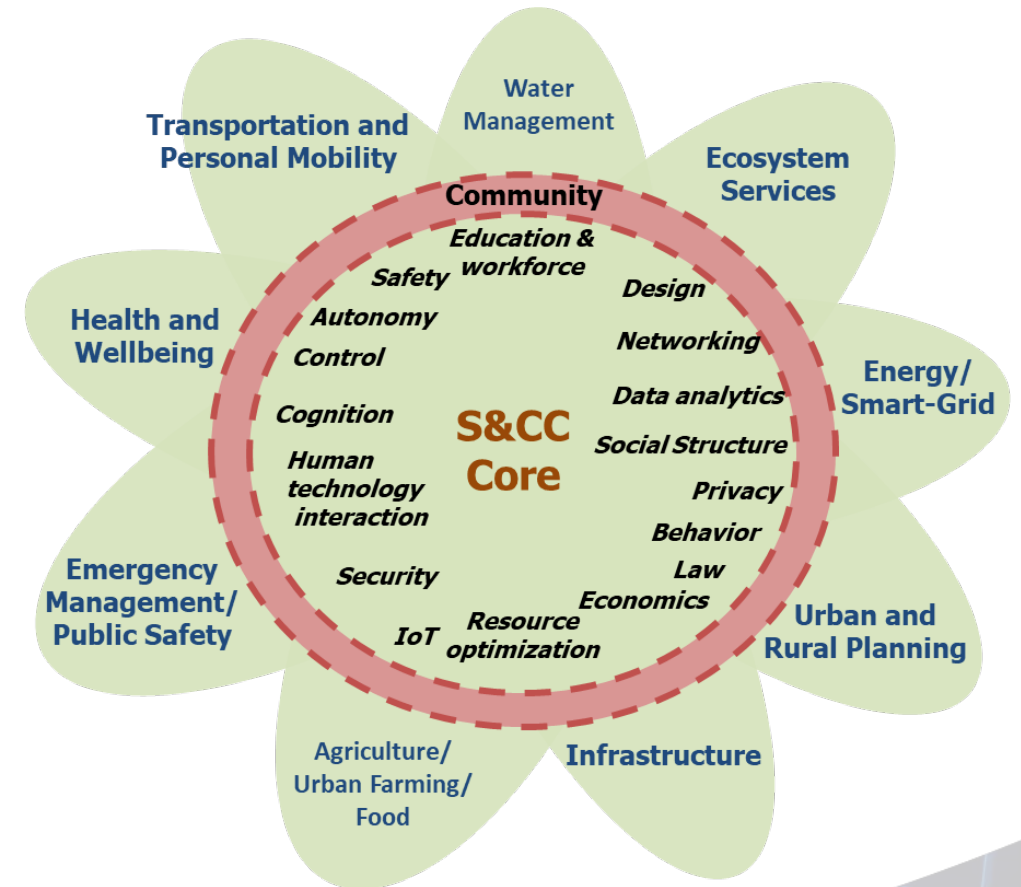 Water
Management
Transportation and
Personal Mobility
Ecosystem
Services
Community
Education &
workforce
Safety
Design
Autonomy
Networking
Control
Health and
Wellbeing
Energy/
Smart-Grid
Data analytics
Cognition
S&CC
Core
Social Structure
Human
technology
interaction
Privacy
Behavior
Security
Law
Economics
Emergency
Management/
Public Safety
IoT
Resource
optimization
Urban and
Rural Planning
Agriculture/
Urban Farming/
Food
Infrastructure